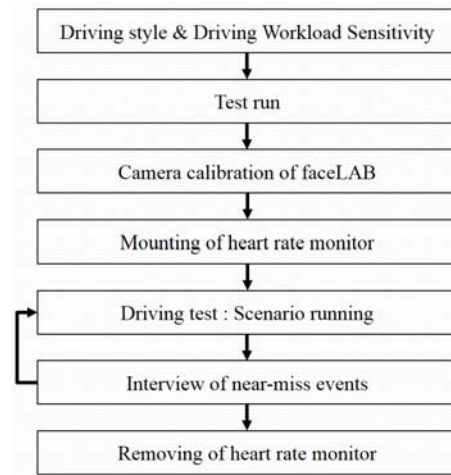 Driving style & Driving Workload Sensitivity
Test run
Camera calibration of faceLAB
Mounting of heart rate monitor
Driving test : Scenario running
Interview of near-miss events
Removing of heart rate monitor